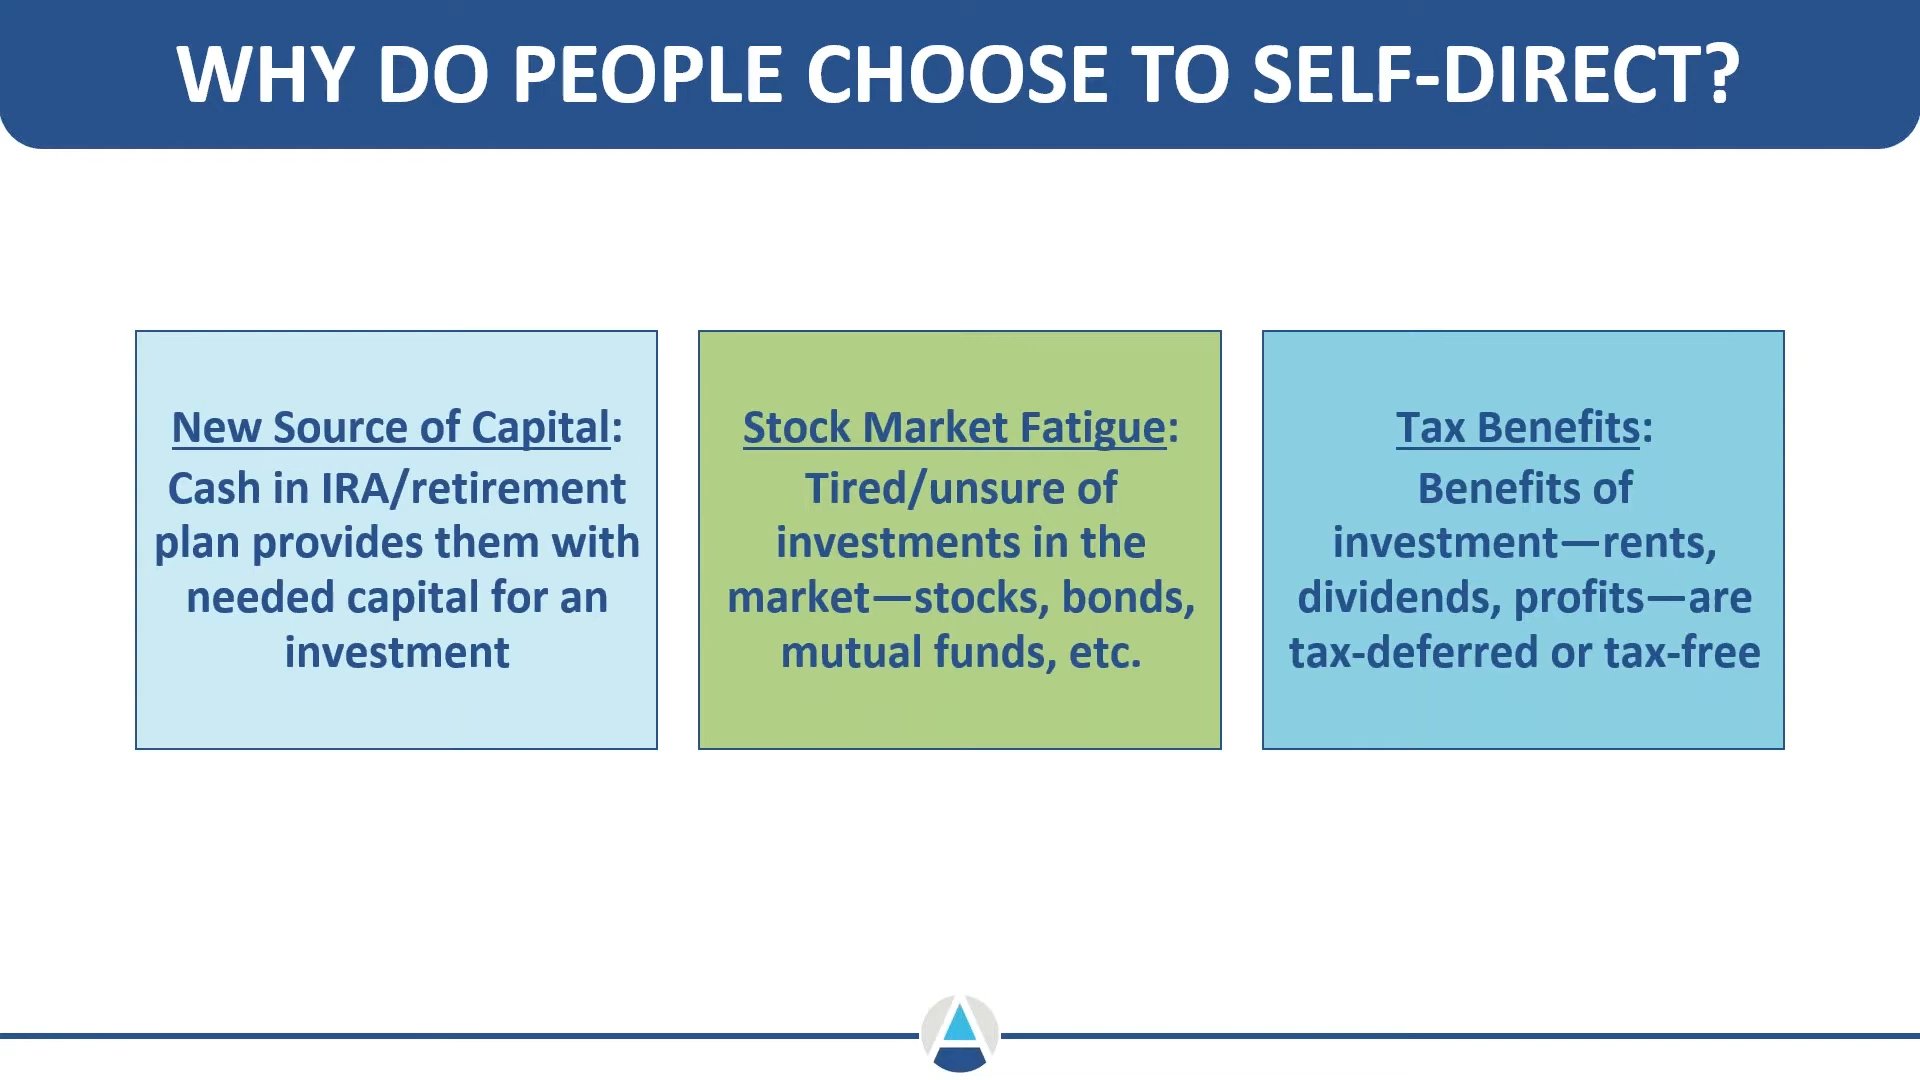 WHY DO PEOPLE CHOOSE TO SELF-DIRECT?
New Source of Capital:
Cash in IRA/retirement
plan provides them with
needed capital for an
investment
Stock Market Fatigue:
Tired/unsure of
investments in the
market—stocks, bonds,
mutual funds, etc.
Tax Benefits:
Benefits of
investment—rents,
dividends, profits—are
tax-deferred or tax-free